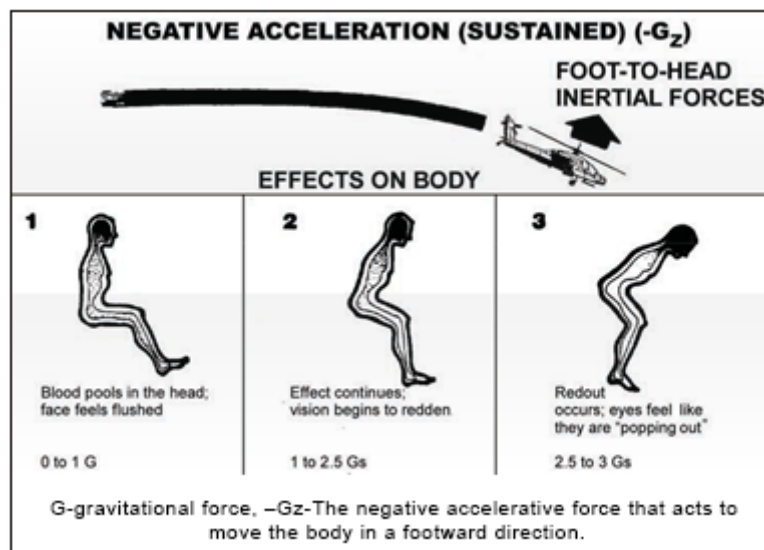 NEGATIVE ACCELERATION (SUSTAINED) (-GZ)
FOOT-TO-HEAD
INERTIAL FORCES
EFFECTS ON BODY
1
Blood pools in the head;
face feels flushed
0 to 1 G
2
Effect continues;
vision begins to redden
1 to 2.5 Gs
3
Redout
occurs; eyes feel like
they are "popping out"
2.5 to 3 Gs
G-gravitational force, –Gz-The negative accelerative force that acts to
move the body in a footward direction.